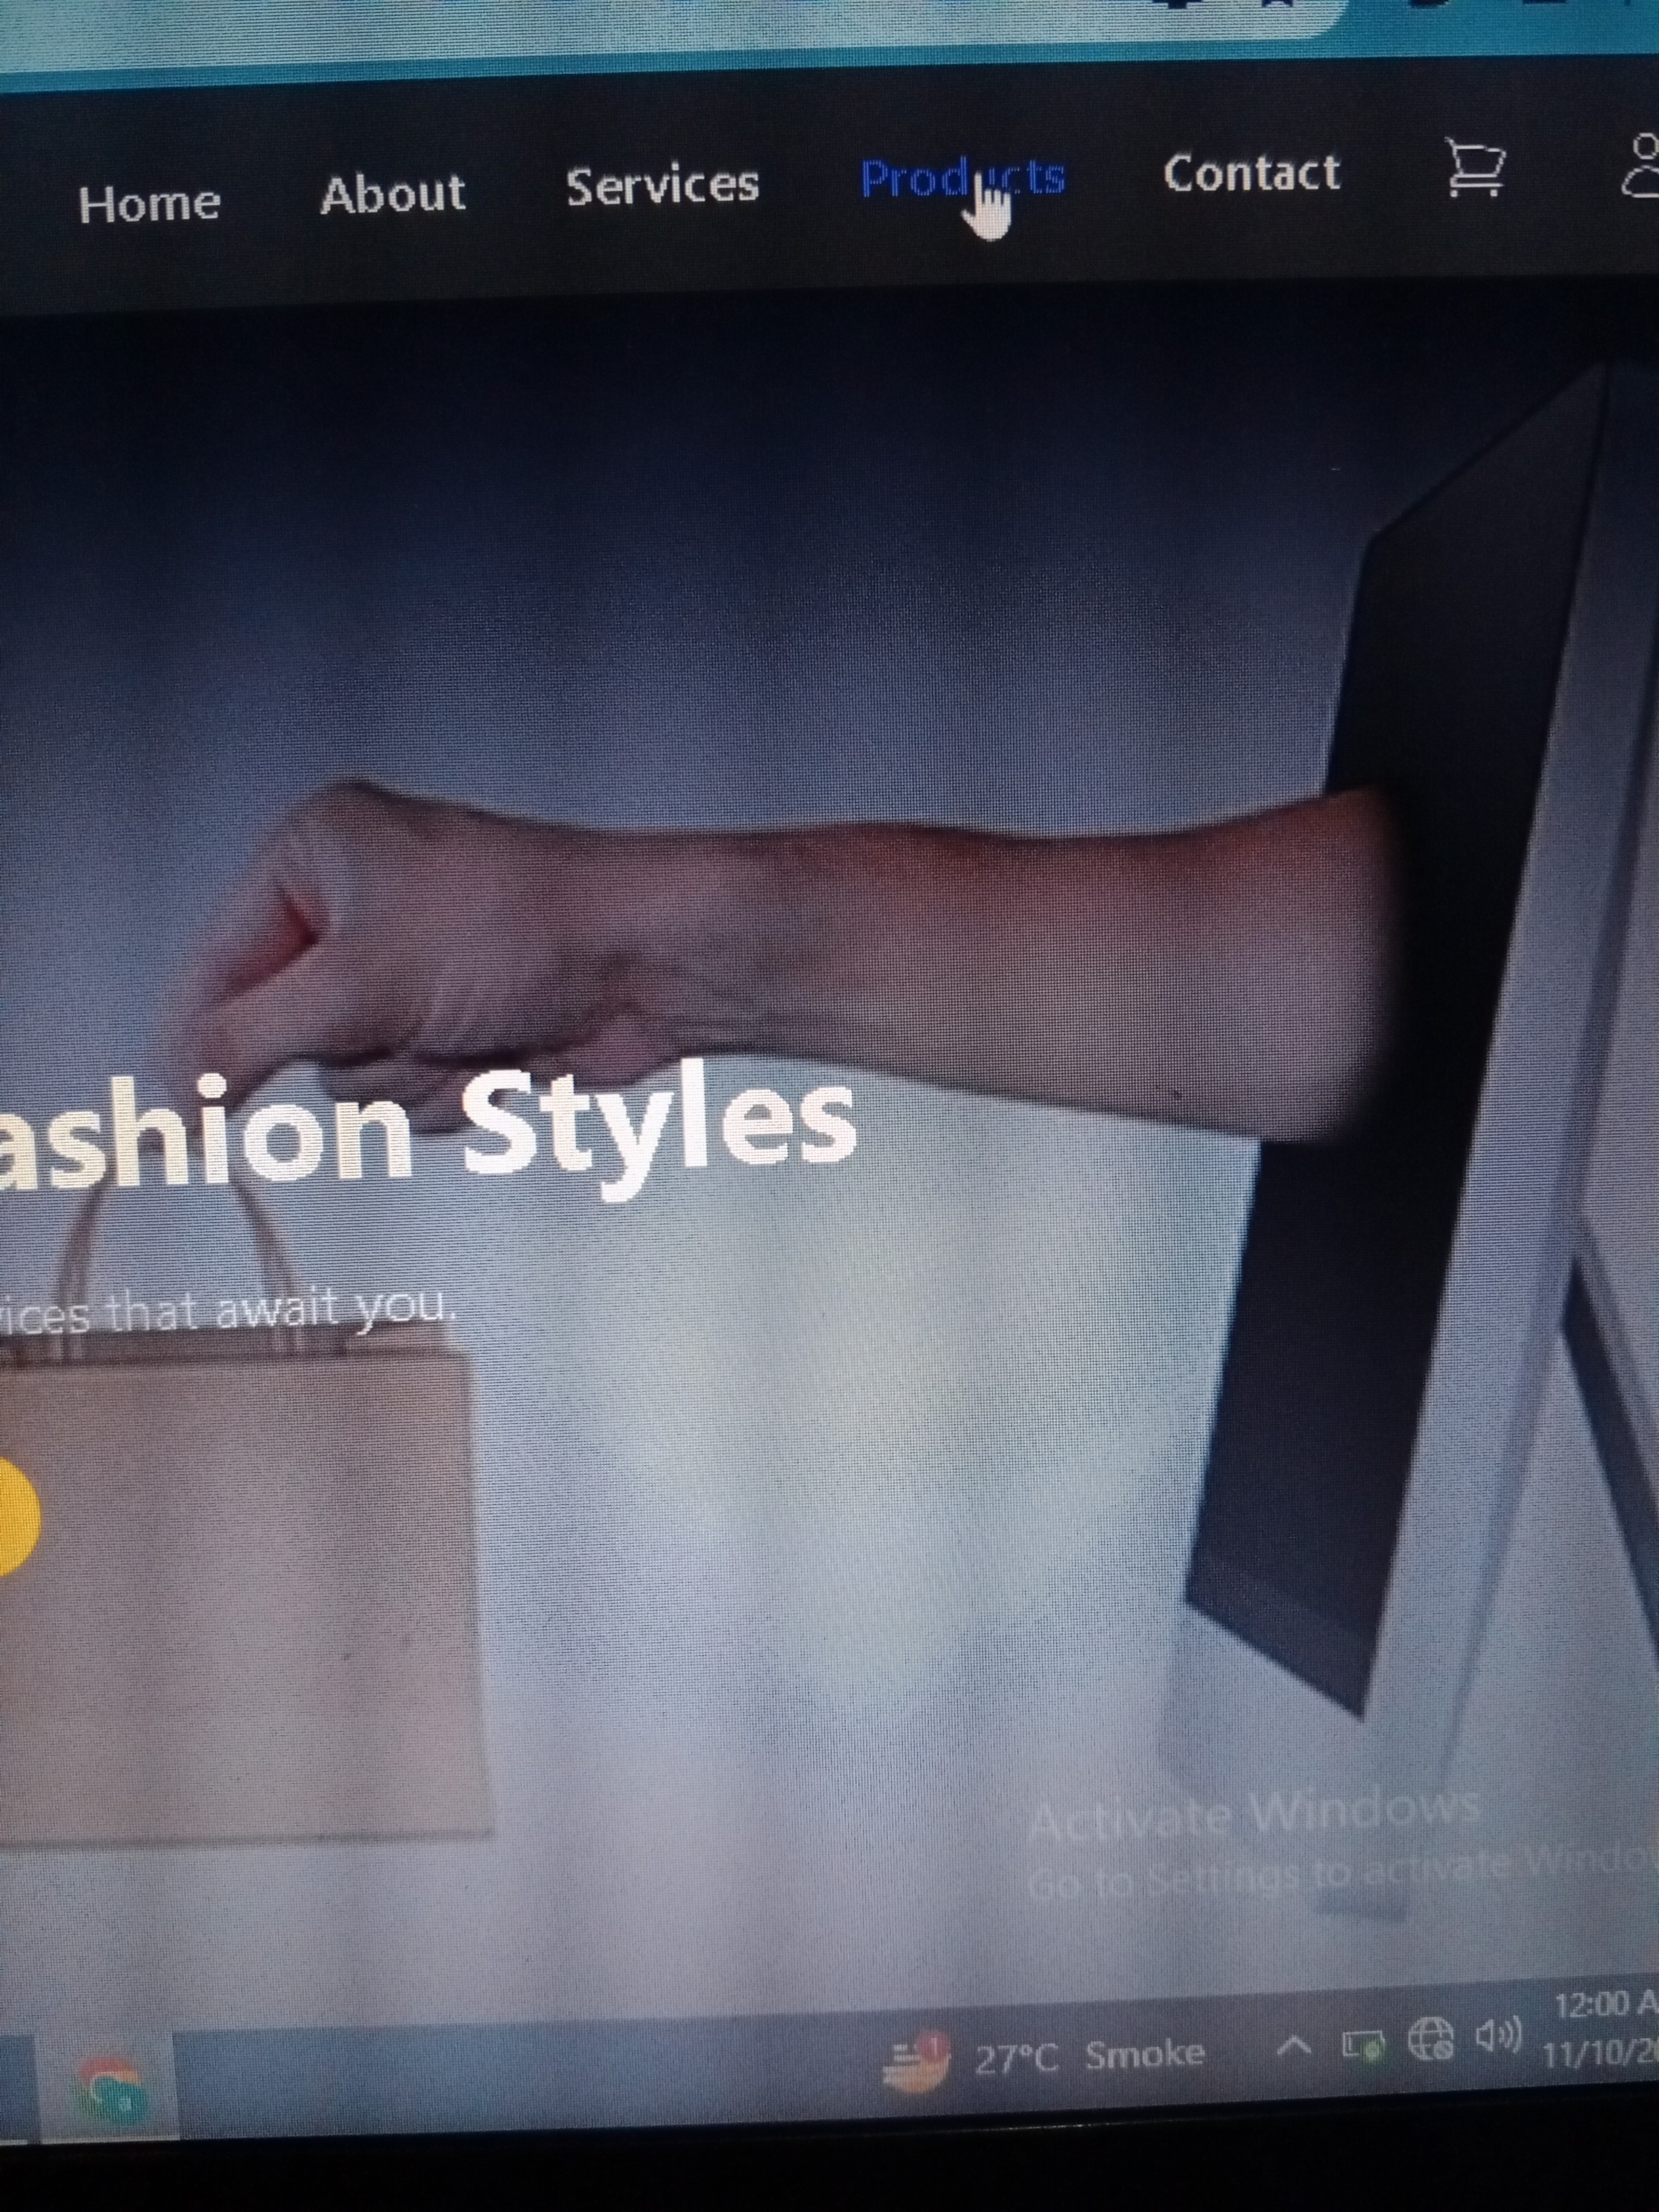 Home About Services Products Contact
ashion Styles
ices that await you.
Activate Windows
Go to Settings to activate Windo
27°C Smoke
12:00 A
11/10/20